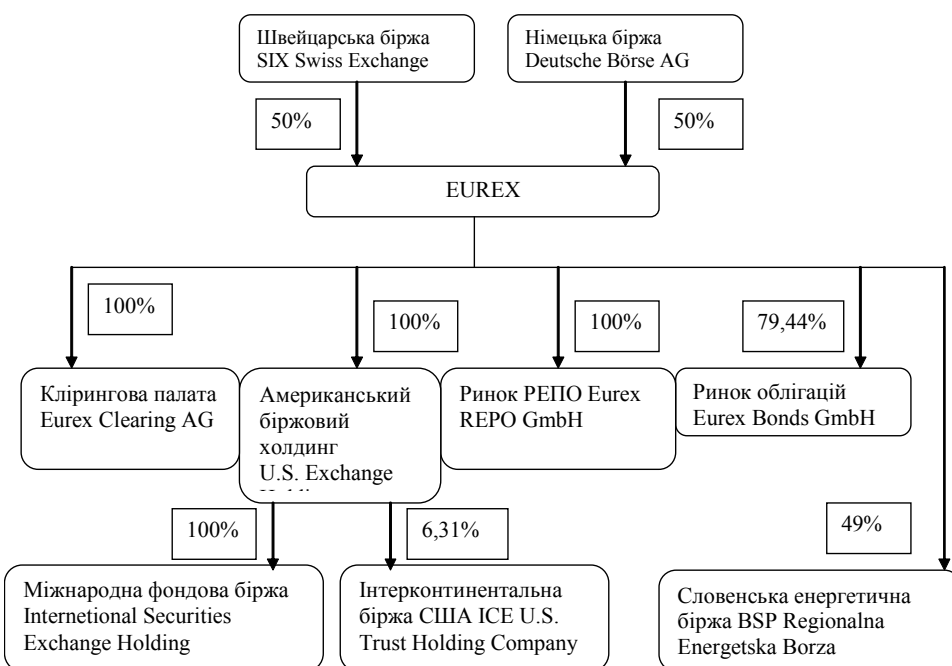 Швейцарська біржа
SIX Swiss Exchange
Німецька біржа
Deutsche Börse AG
50%
50%
EUREX
100%
100%
100%
79,44%
Клірингова палата
Eurex Clearing AG
Американський
біржовий
холдинг
U.S. Exchange
Ринок РЕПО Eurex
REPO GmbH
Ринок облігацій
Eurex Bonds GmbH
100%
6,31%
49%
Міжнародна фондова біржа
Internetional Securities
Exchange Holding
Інтерконтинентальна
біржа США ICE U.S.
Trust Holding Company
Словенська енергетична
біржа BSP Regionalna
Energetska Borza